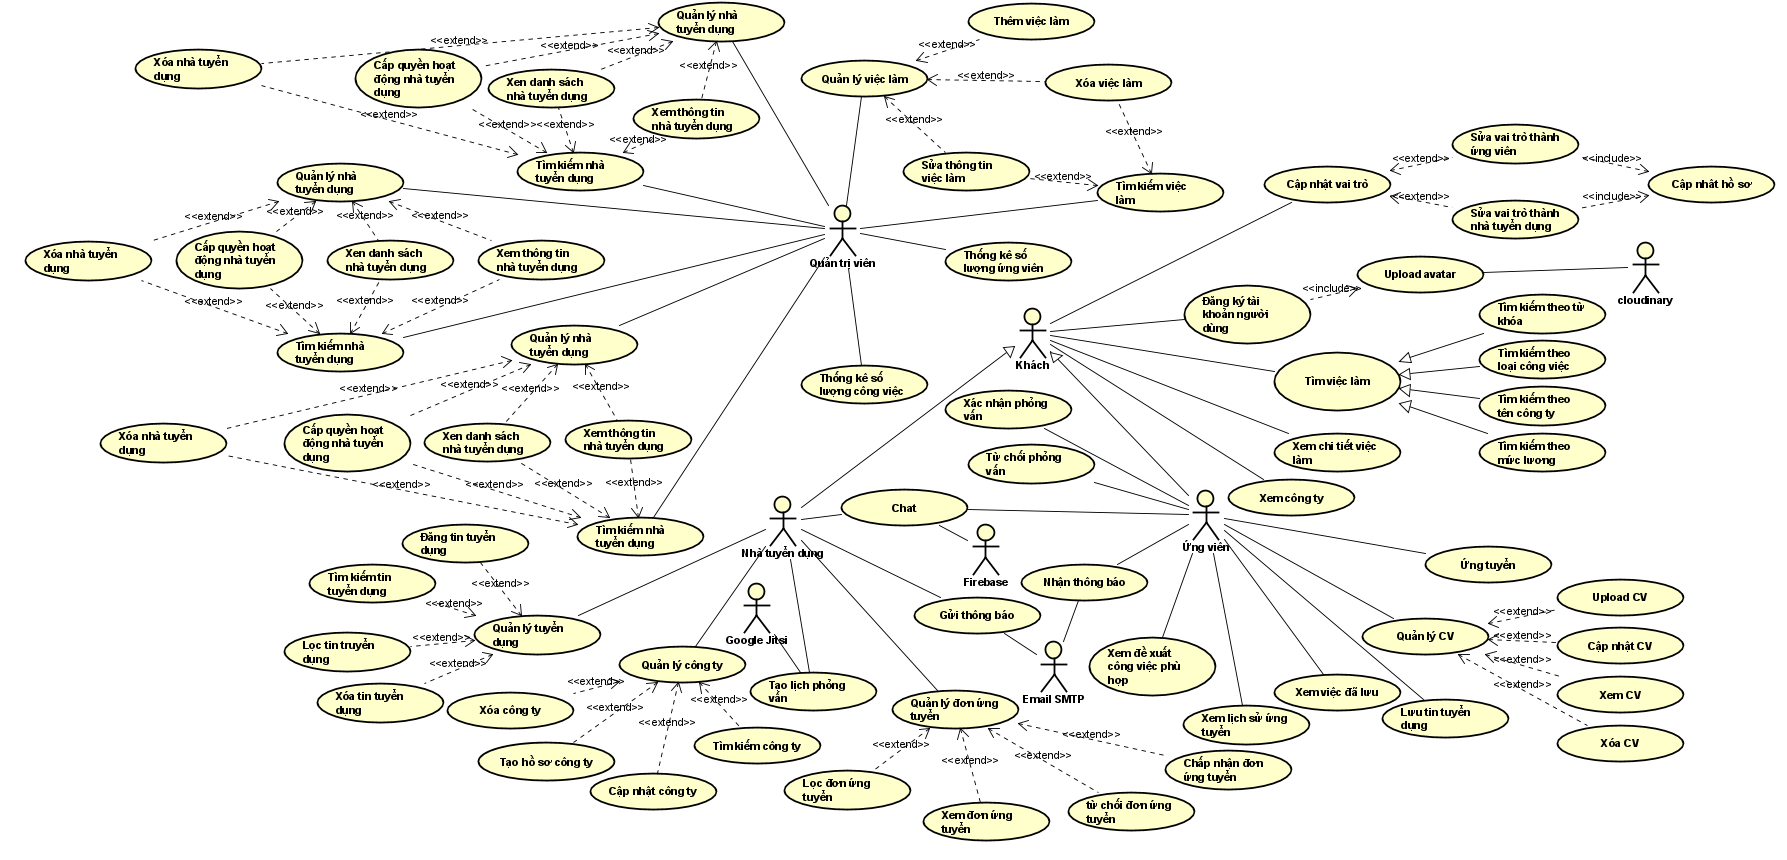 Quản lý nhà
tuyển dụng
<<extend>>
<<extend>>
<<extend>>
<<extend>>
Xóa nhà tuyển
dụng
Cấp quyền hoạt
động nhà tuyển
dụng
Xen danh sách
nhà tuyển dụng
Xem thông tin
nhà tuyển dụng
<<extend>>
<<extend>>
<<extend>>
<<extend>>
Tìm kiếm nhà
tuyển dụng
Thêm việc làm
<<extend>>
Quản lý việc làm
<<extend>>
Xóa việc làm
<<extend>>
<<extend>>
Sửa thông tin
việc làm
<<extend>>
Tìm kiếm việc
làm
Quản lý nhà
tuyển dụng
<<extend>>
<<extend>>
<<extend>>
<<extend>>
Xóa nhà tuyển
dụng
Cấp quyền hoạt
động nhà tuyển
dụng
Xen danh sách
nhà tuyển dụng
Xem thông tin
nhà tuyển dụng
<<extend>>
<<extend>>
<<extend>>
<<extend>>
Tìm kiếm nhà
tuyển dụng
Quản trị viên
Thống kê số
lượng ứng viên
Thống kê số
lượng công việc
Sửa vai trò thành
ứng viên
<<extend>>
<<include>>
Cập nhật vai trò
Cập nhât hồ sơ
<<extend>>
<<include>>
Sửa vai trò thành
nhà tuyển dụng
Upload avatar
cloudinary
<<include>>
Đăng ký tài
khoản người
dùng
Khách
Tìm kiếm theo từ
khóa
Tìm việc làm
Tìm kiếm theo
loại công việc
Tìm kiếm theo
tên công ty
Tìm kiếm theo
mức lương
Xem chi tiết việc
làm
Xem công ty
Quản lý nhà
tuyển dụng
<<extend>>
<<extend>>
<<extend>>
<<extend>>
Xóa nhà tuyển
dụng
Cấp quyền hoạt
động nhà tuyển
dụng
Xen danh sách
nhà tuyển dụng
Xem thông tin
nhà tuyển dụng
<<extend>>
<<extend>>
<<extend>>
<<extend>>
Tìm kiếm nhà
tuyển dụng
Xác nhận phỏng
vấn
Từ chối phỏng
vấn
Chat
Firebase
Nhà tuyển dụng
Ứng viên
Đăng tin tuyển
dụng
Tìm kiếm tin
tuyển dụng
<<extend>>
<<extend>>
Quản lý tuyển
dụng
Lọc tin truyển
dụng
<<extend>>
<<extend>>
Xóa tin tuyển
dụng
Google Jitsi
Quản lý công ty
<<extend>>
<<extend>>
<<extend>>
<<extend>>
Xóa công ty
Tạo hồ sơ công ty
Cập nhật công ty
Tìm kiếm công ty
Tạo lịch phỏng
vấn
Nhận thông báo
Gửi thông báo
Email SMTP
Quản lý đơn ứng
tuyển
<<extend>>
<<extend>>
<<extend>>
<<extend>>
Lọc đơn ứng
tuyển
Xem đơn ứng
tuyển
từ chối đơn ứng
tuyển
Chấp nhận đơn
ứng tuyển
Xem đề xuất
công việc phù
hợp
Xem lịch sử ứng
tuyển
Xem việc đã lưu
Lưu tin tuyển
dụng
Ứng tuyển
Quản lý CV
<<extend>>
<<extend>>
<<extend>>
<<extend>>
Upload CV
Cập nhật CV
Xem CV
Xóa CV